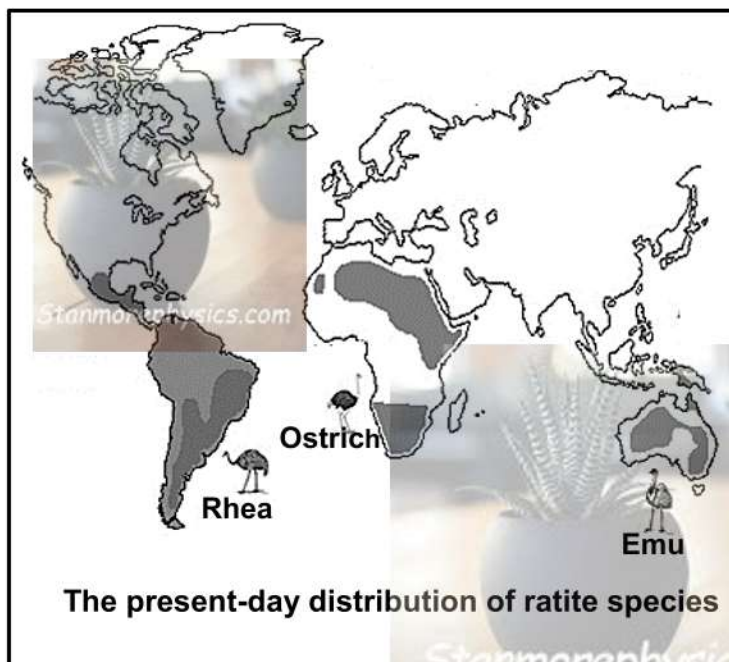 Stanmorephysics.com
Ostrich
Rhea
Emu
The present-day distribution of ratite species